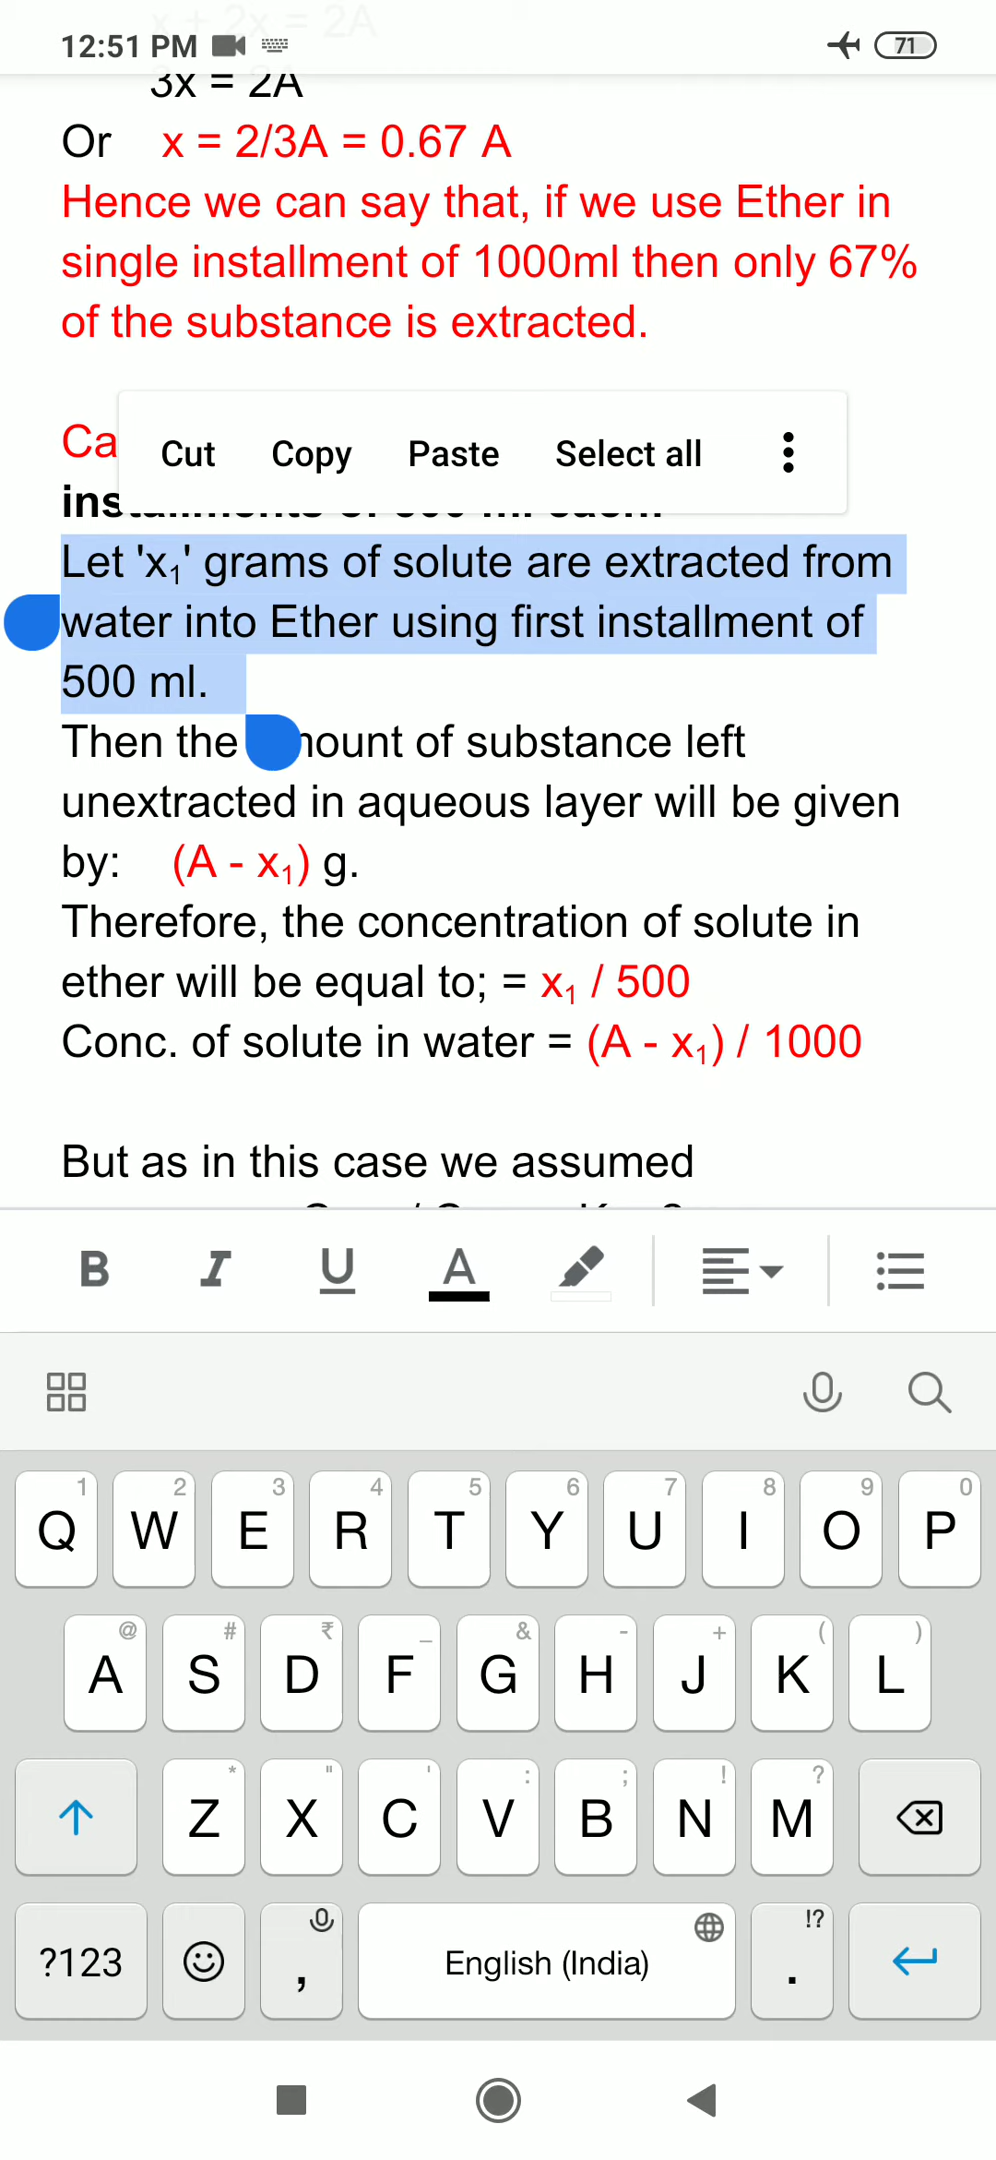 x + 2x = 2A
12:51 PM 71
3x = 2A
Or x = 2/3A = 0.67 A
Hence we can say that, if we use Ether in
single installment of 1000ml then only 67%
of the substance is extracted.
Ca
Cut Copy Paste Select all
Let 'x₁' grams of solute are extracted from
water into Ether using first installment of
500 ml.
Then the mount of substance left
unextracted in aqueous layer will be given
by: (A - x₁) g.
Therefore, the concentration of solute in
ether will be equal to; = x₁ / 500
Conc. of solute in water = (A - x₁) / 1000
But as in this case we assumed
B I U A
1 2 3 4 5 6 7 8 9 0
Q W E R T Y U I O P
@ # ₹ _ & - + ( )
A S D F G H J K L
* " ' : ; ! ?
Z X C V B N M
!?
?123 , English (India) .